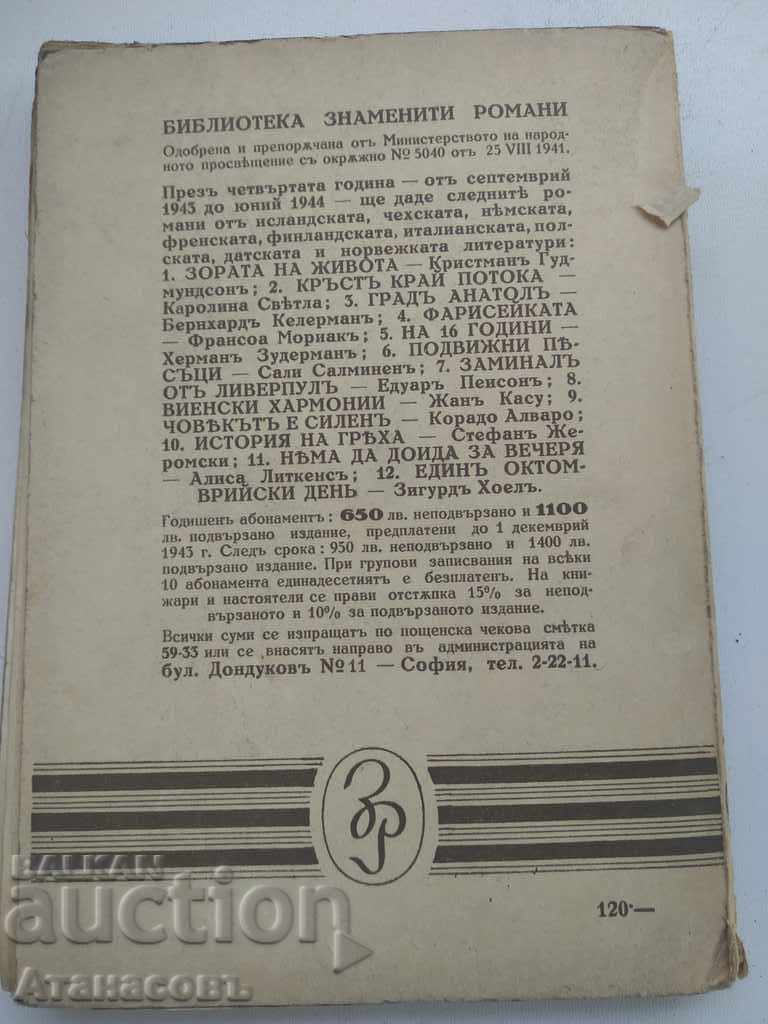 БИБЛИОТЕКА ЗНАМЕНИТИ РОМАНИ
Одобрена и препорѫчана отъ Министерството на народ-
ното просвѣщение съ окрѫжно № 5040 отъ 25 VIII 1941.
Презъ четвъртата година — отъ септемврий
1943 до юний 1944 — ще даде следнитѣ ро-
мани отъ исландската, чехската, нѣмската,
френската, финландската, италианската, пол-
ската, датската и норвежката литератури:
1. ЗОРАТА НА ЖИВОТА — Кристманъ Гуд-
мундсонъ; 2. КРЪСТЪ КРАЙ ПОТОКА —
Каролина Свѣтла; 3. ГРАДЪ АНАТОЛЪ —
Бернхардъ Келерманъ; 4. ФАРИСЕЙКАТА
— Франсоа Мориакъ; 5. НА 16 ГОДИНИ —
Херманъ Зудерманъ; 6. ПОДВИЖНИ ПѢ-
СЪЦИ — Сали Салминенъ; 7. ЗАМИНАЛЪ
ОТЪ ЛИВЕРПУЛЪ — Едуаръ Пейсонъ; 8.
ВИЕНСКИ ХАРМОНИИ — Жанъ Касу; 9.
ЧОВѢКЪТЪ Е СИЛЕНЪ — Корадо Алваро;
10. ИСТОРИЯ НА ГРѢХА — Стефанъ Же-
ромски; 11. НѢМА ДА ДОЙДА ЗА ВЕЧЕРЯ
— Алиса Литкенсъ; 12. ЕДИНЪ ОКТОМ-
ВРИЙСКИ ДЕНЬ — Зигурдъ Хоелъ.
Годишенъ абонаментъ: 650 лв. неподвързано и 1100
лв. подвързано издание, предплатени до 1 декемврий
1943 г. Следъ срока: 950 лв. неподвързано и 1400 лв.
подвързано издание. При групови записвания на всѣки
10 абонамента единадесетиятъ е безплатенъ. На кни-
жари и настоятели се прави отстѫпка 15% за непод-
вързаното и 10% за подвързаното издание.
Всички суми се изпращатъ по пощенска чекова смѣтка
59-33 или се внасятъ направо въ администрацията на
бул. Дондуковъ № 11 — София, тел. 2-22-11.
ЗР
120·—
BALKAN
auction
Атанасовъ